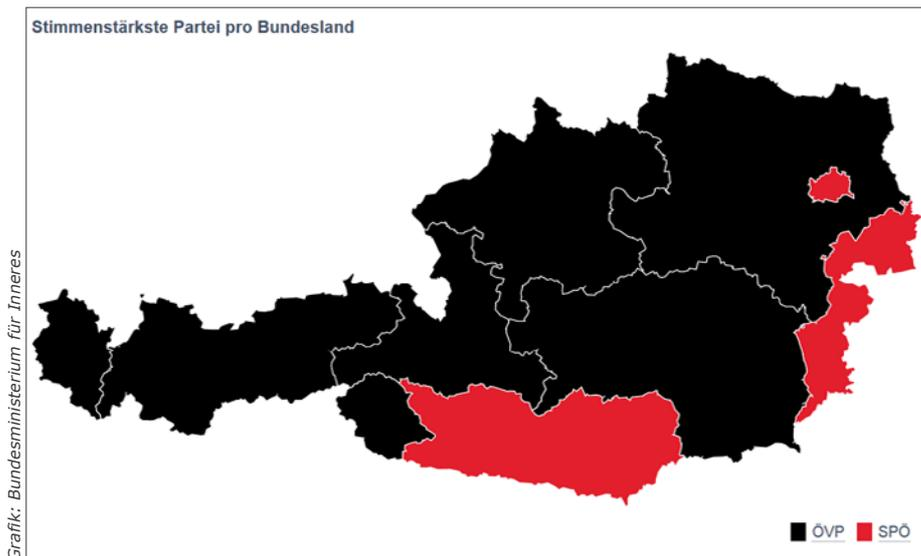 Stimmenstärkste Partei pro Bundesland
Grafik: Bundesministerium für Inneres
ÖVP SPÖ